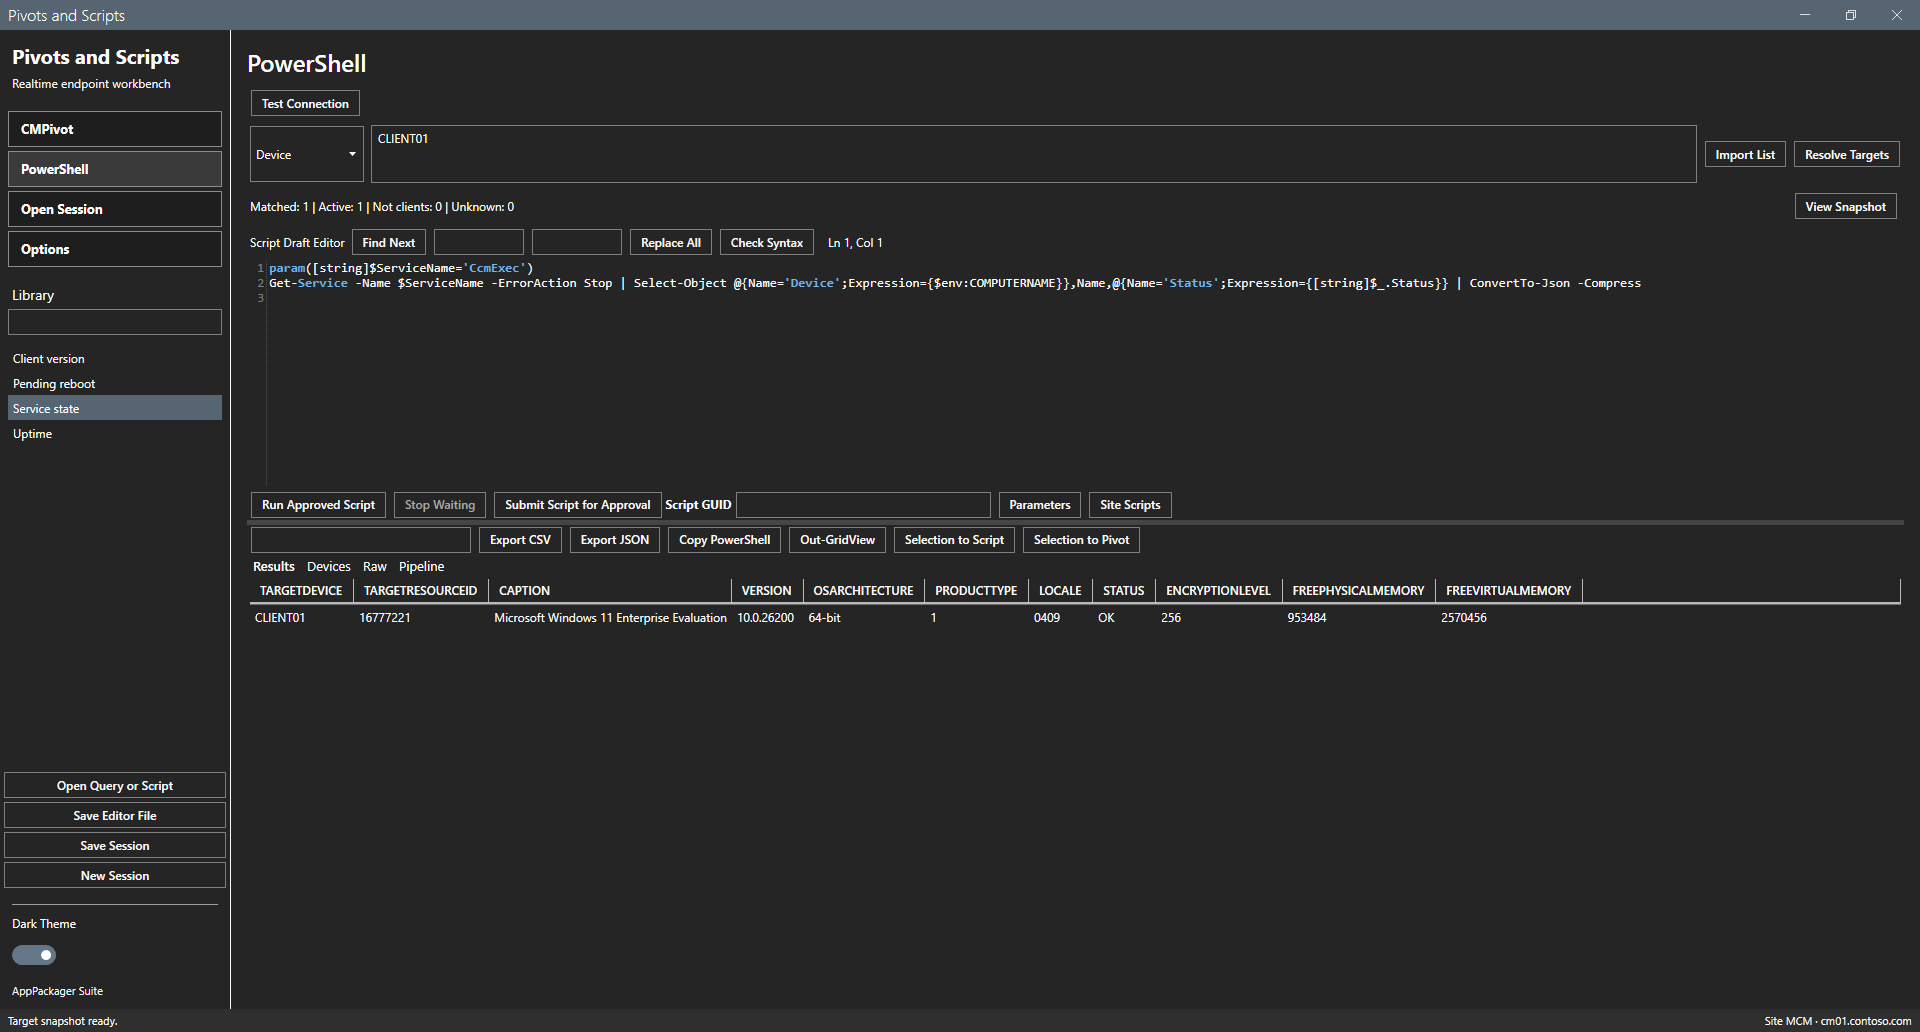 Pivots and Scripts
Pivots and Scripts
Realtime endpoint workbench
CMPivot
PowerShell
Open Session
Options
Library
Client version
Pending reboot
Service state
Uptime
Open Query or Script
Save Editor File
Save Session
New Session
Dark Theme
AppPackager Suite
PowerShell
Test Connection
Device CLIENT01 Import List Resolve Targets
Matched: 1 | Active: 1 | Not clients: 0 | Unknown: 0 View Snapshot
Script Draft Editor Find Next Replace All Check Syntax Ln 1, Col 1
1 param([string]$ServiceName='CcmExec')
2 Get-Service -Name $ServiceName -ErrorAction Stop | Select-Object @{Name='Device';Expression={$env:COMPUTERNAME}},Name,@{Name='Status';Expression={[string]$_.Status}} | ConvertTo-Json -Compress
3
Run Approved Script Stop Waiting Submit Script for Approval Script GUID Parameters Site Scripts
Export CSV Export JSON Copy PowerShell Out-GridView Selection to Script Selection to Pivot
Results Devices Raw Pipeline
TARGETDEVICE TARGETRESOURCEID CAPTION VERSION OSARCHITECTURE PRODUCTTYPE LOCALE STATUS ENCRYPTIONLEVEL FREEPHYSICALMEMORY FREEVIRTUALMEMORY
CLIENT01 16777221 Microsoft Windows 11 Enterprise Evaluation 10.0.26200 64-bit 1 0409 OK 256 953484 2570456
Target snapshot ready. Site MCM · cm01.contoso.com